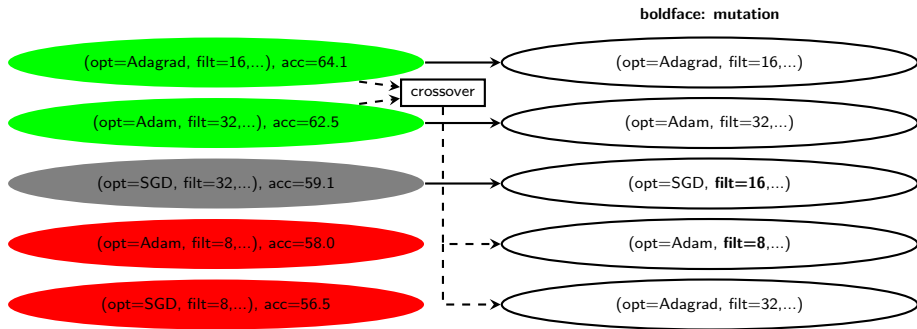 boldface: mutation
(opt=Adagrad, filt=16,...), acc=64.1
(opt=Adagrad, filt=16,...)
crossover
(opt=Adam, filt=32,...), acc=62.5
(opt=Adam, filt=32,...)
(opt=SGD, filt=32,...), acc=59.1
(opt=SGD, filt=16,...)
(opt=Adam, filt=8,...), acc=58.0
(opt=Adam, filt=8,...)
(opt=SGD, filt=8,...), acc=56.5
(opt=Adagrad, filt=32,...)